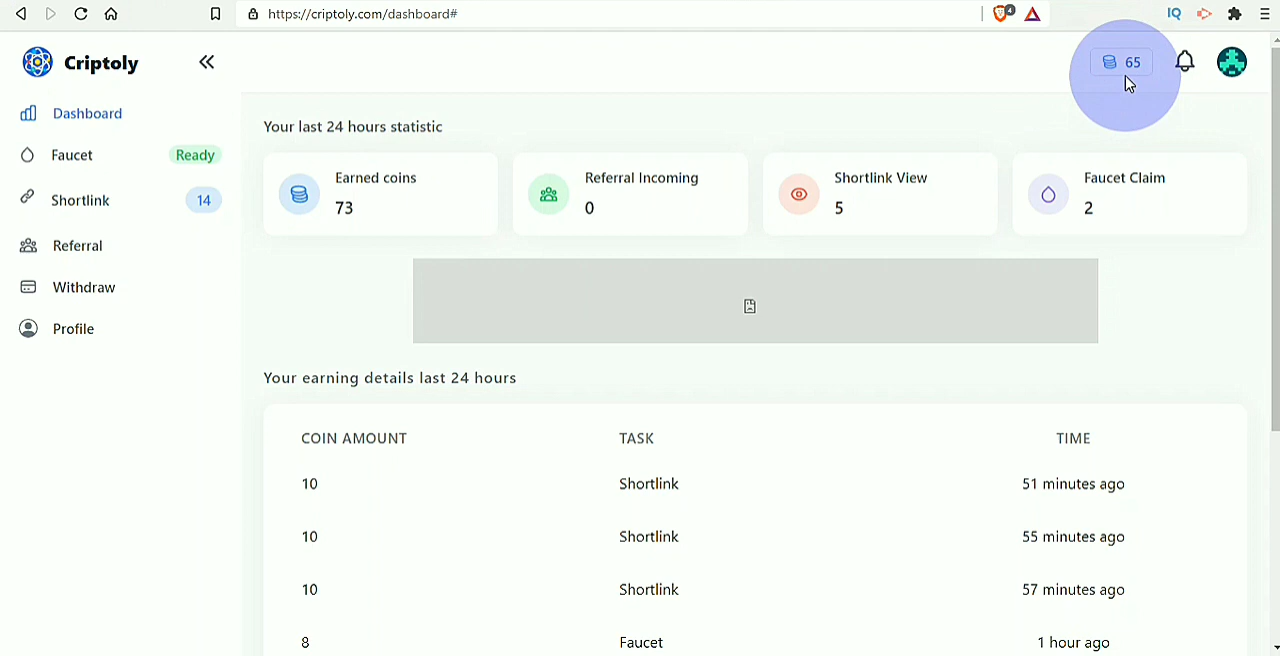 https://criptoly.com/dashboard#
4
IQ
Criptoly
65
Dashboard
Faucet Ready
Shortlink 14
Referral
Withdraw
Profile
Your last 24 hours statistic
Earned coins
73
Referral Incoming
0
Shortlink View
5
Faucet Claim
2
Your earning details last 24 hours
COIN AMOUNT TASK TIME
10 Shortlink 51 minutes ago
10 Shortlink 55 minutes ago
10 Shortlink 57 minutes ago
8 Faucet 1 hour ago